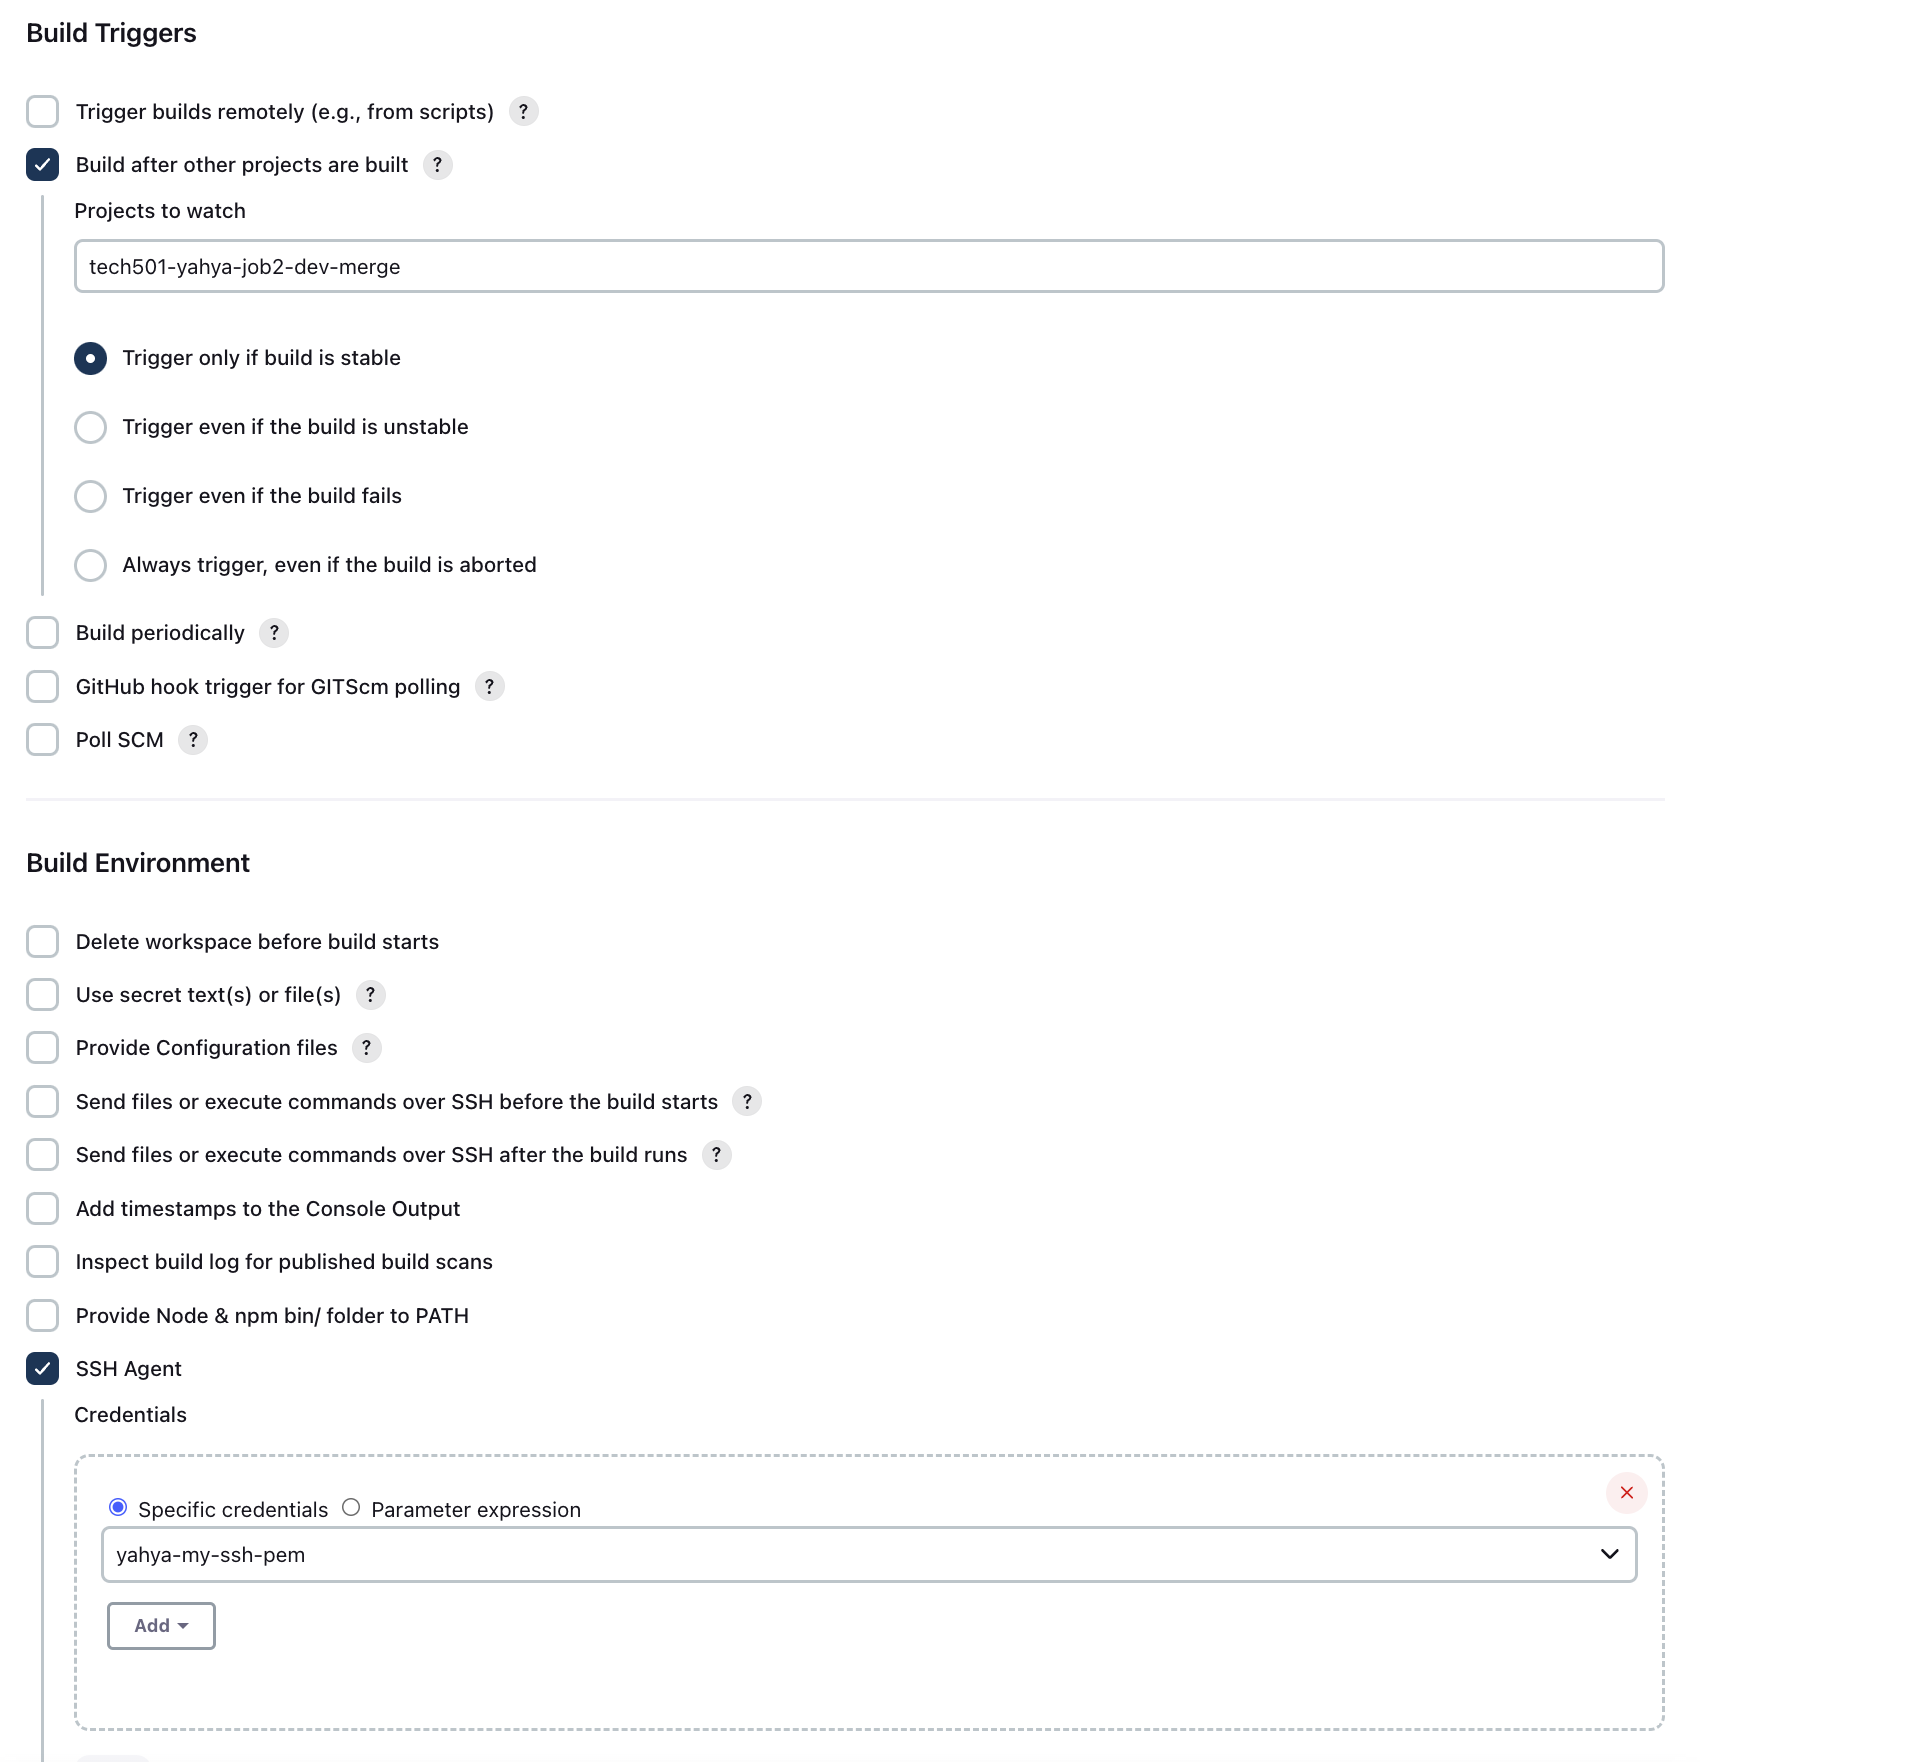 Build Triggers
Trigger builds remotely (e.g., from scripts) ?
Build after other projects are built ?
Projects to watch
tech501-yahya-job2-dev-merge
Trigger only if build is stable
Trigger even if the build is unstable
Trigger even if the build fails
Always trigger, even if the build is aborted
Build periodically ?
GitHub hook trigger for GITScm polling ?
Poll SCM ?
Build Environment
Delete workspace before build starts
Use secret text(s) or file(s) ?
Provide Configuration files ?
Send files or execute commands over SSH before the build starts ?
Send files or execute commands over SSH after the build runs ?
Add timestamps to the Console Output
Inspect build log for published build scans
Provide Node & npm bin/ folder to PATH
SSH Agent
Credentials
Specific credentials Parameter expression
yahya-my-ssh-pem
Add